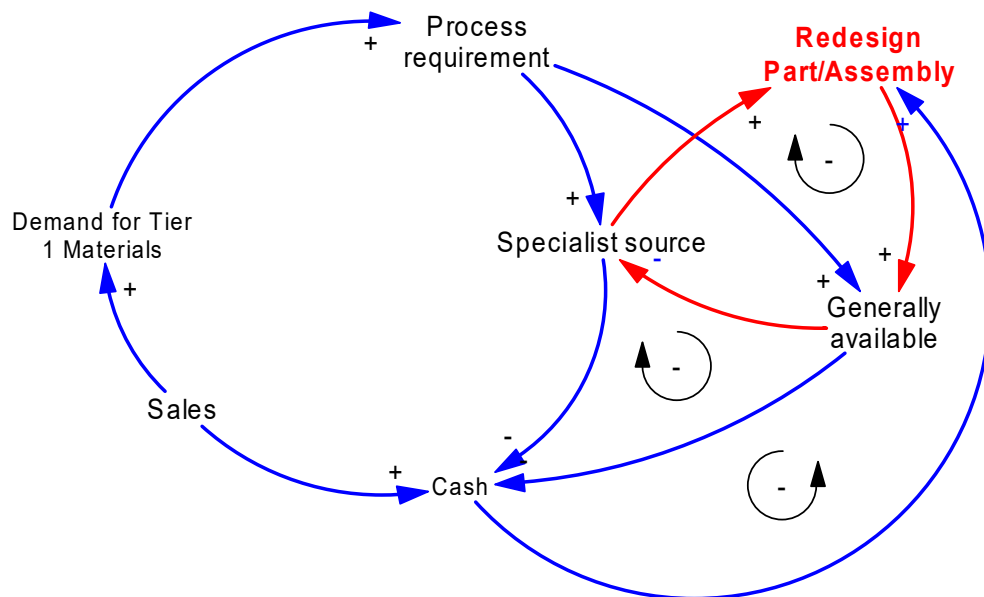 Process
requirement
+
Redesign
Part/Assembly
+
+
-
+
Demand for Tier
1 Materials
Specialist source
-
+
+
+
Generally
available
-
Sales
-
-
+
Cash
-